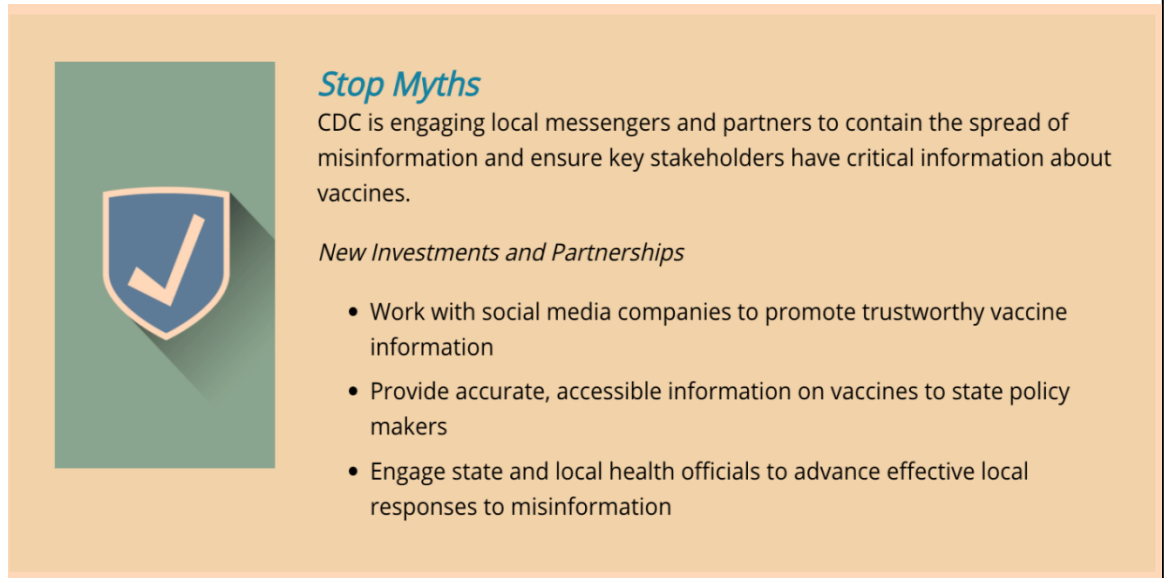 Stop Myths
CDC is engaging local messengers and partners to contain the spread of
misinformation and ensure key stakeholders have critical information about
vaccines.
New Investments and Partnerships
• Work with social media companies to promote trustworthy vaccine
information
• Provide accurate, accessible information on vaccines to state policy
makers
• Engage state and local health officials to advance effective local
responses to misinformation